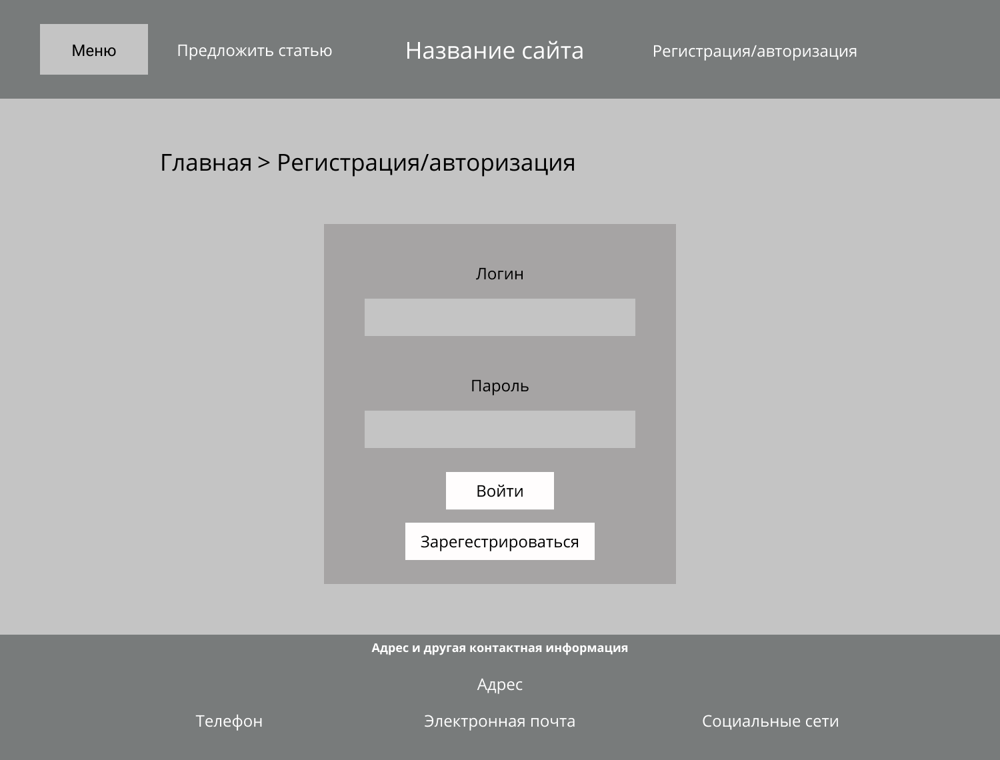 Меню
Предложить статью
Название сайта
Регистрация/авторизация
Главная > Регистрация/авторизация
Логин
Пароль
Войти
Зарегестрироваться
Адрес и другая контактная информация
Адрес
Телефон
Электронная почта
Социальные сети